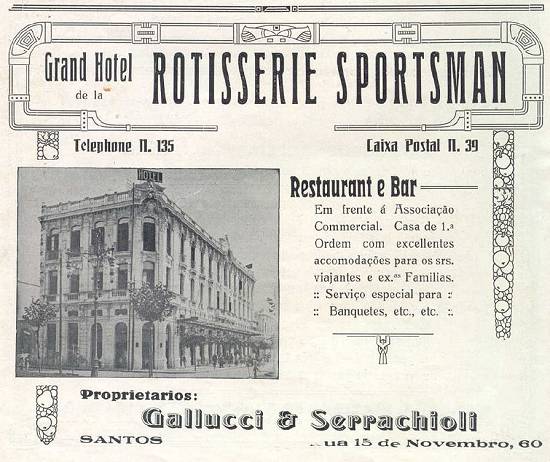 Grand Hotel
de la
ROTISSERIE SPORTSMAN
Telephone N. 135
Caixa Postal N. 39
HOTEL
Restaurant e Bar
Em frente á Associação
Commercial. Casa de 1.ª
Ordem com excellentes
accomodações para os srs.
viajantes e ex.as Familias.
:: Serviço especial para ::
:: Banquetes, etc., etc. ::
Proprietarios:
Gallucci & Serrachioli
SANTOS
15 de Novembro, 60